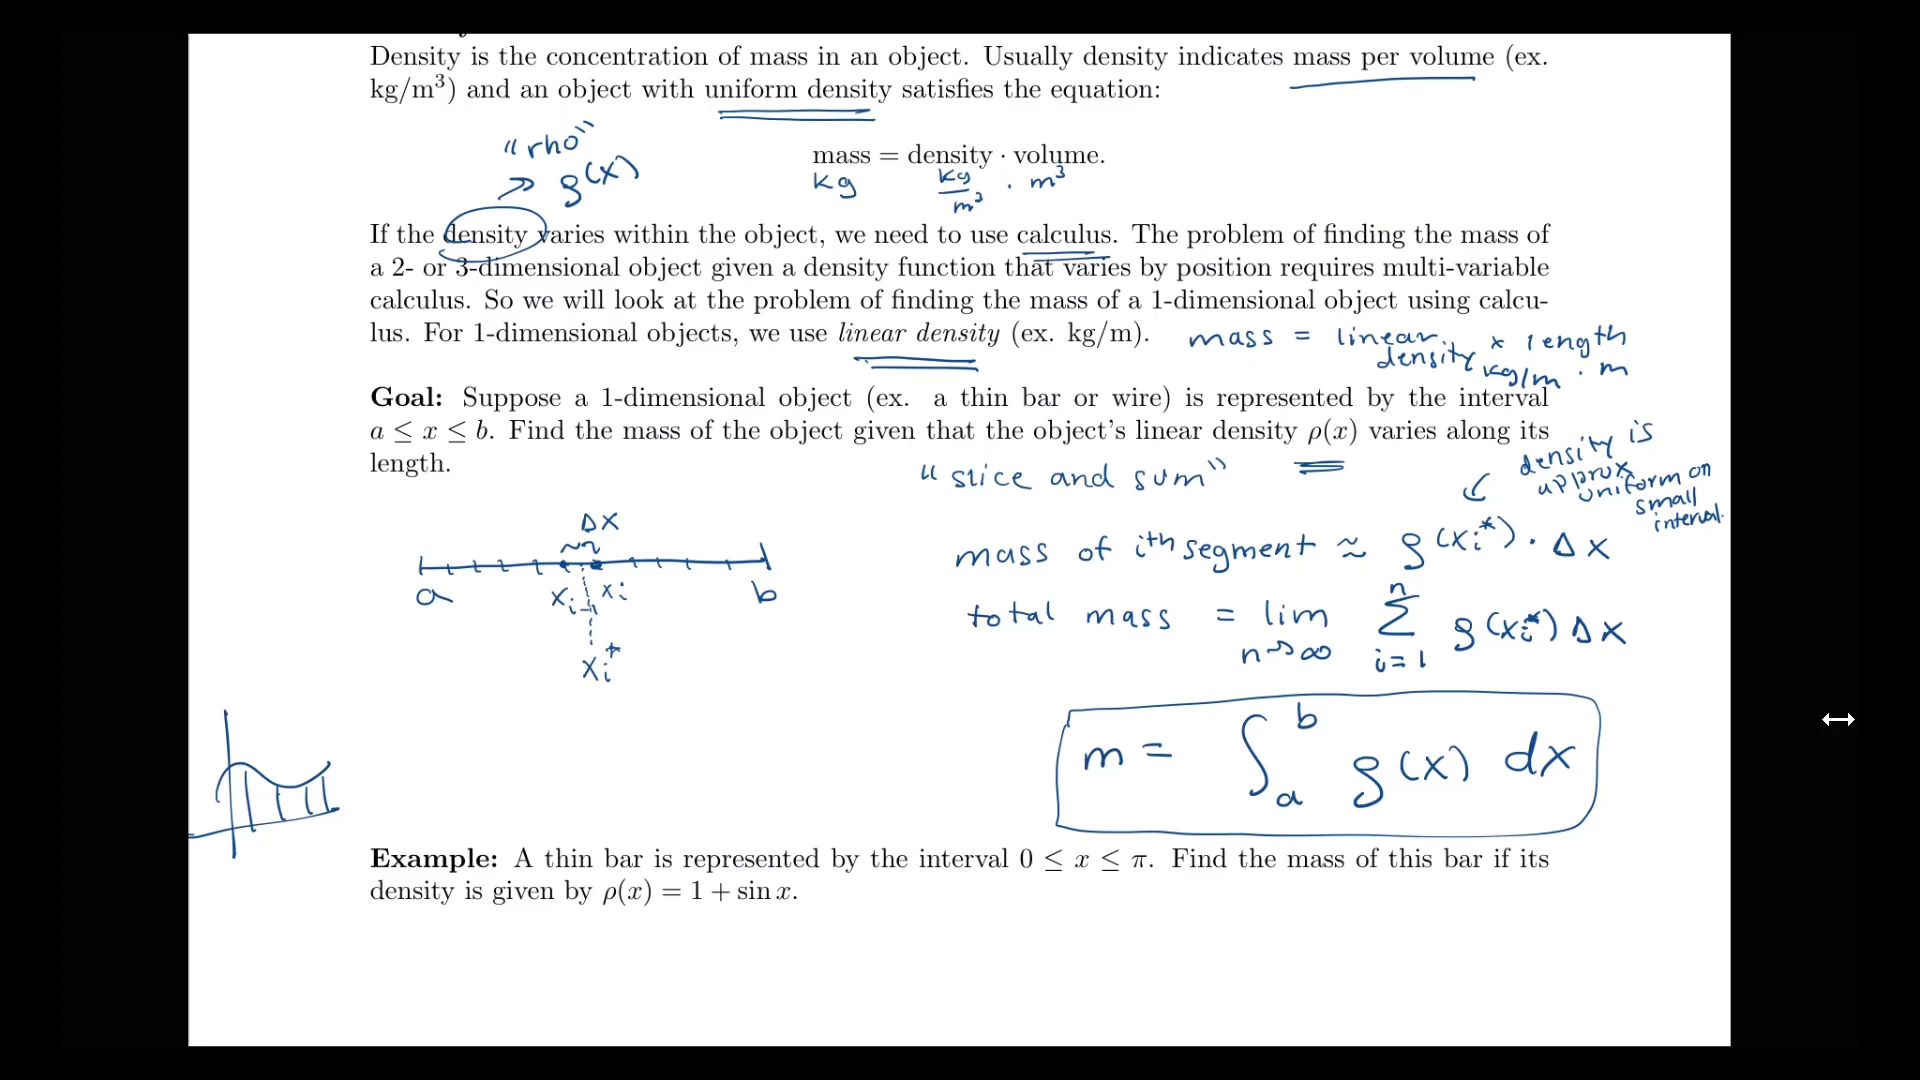 Density is the concentration of mass in an object. Usually density indicates mass per volume (ex.
kg/m³) and an object with uniform density satisfies the equation:
"rho"
→ ρ(x)
mass = density · volume.
kg kg/m³ · m³
If the density varies within the object, we need to use calculus. The problem of finding the mass of
a 2- or 3-dimensional object given a density function that varies by position requires multi-variable
calculus. So we will look at the problem of finding the mass of a 1-dimensional object using calcu-
lus. For 1-dimensional objects, we use linear density (ex. kg/m).
mass = linear density × length
kg/m · m
Goal: Suppose a 1-dimensional object (ex. a thin bar or wire) is represented by the interval
a ≤ x ≤ b. Find the mass of the object given that the object's linear density ρ(x) varies along its
length.
"slice and sum"
density is
approx
uniform on
small
interval.
Δx
a xᵢ₋₁ xᵢ b
xᵢ*
mass of ith segment ≈ ρ(xᵢ*) · Δx
total mass = lim n→∞ Σ i=1 n ρ(xᵢ*) Δx
m = ∫ₐᵇ ρ(x) dx
Example: A thin bar is represented by the interval 0 ≤ x ≤ π. Find the mass of this bar if its
density is given by ρ(x) = 1 + sin x.